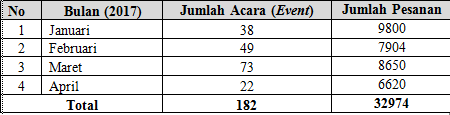 No Bulan (2017) Jumlah Acara (Event) Jumlah Pesanan
1 Januari 38 9800
2 Februari 49 7904
3 Maret 73 8650
4 April 22 6620
Total 182 32974